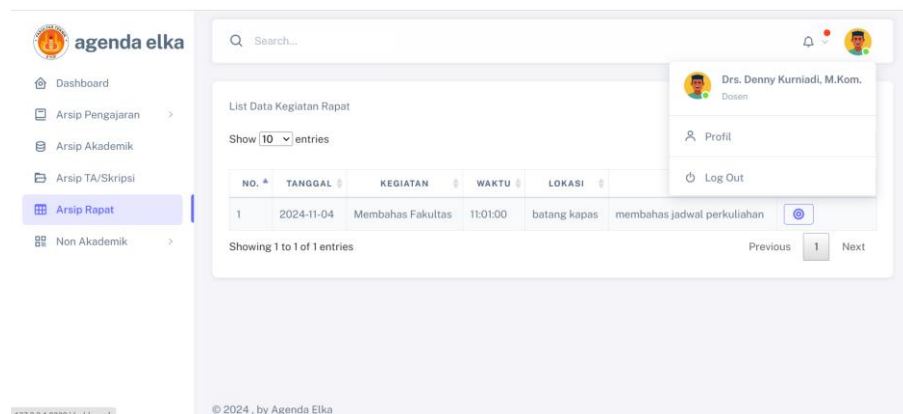 agenda elka
Search...
Drs. Denny Kurniadi, M.Kom.
Dosen
Profil
Log Out
Dashboard
Arsip Pengajaran
Arsip Akademik
Arsip TA/Skripsi
Arsip Rapat
Non Akademik
List Data Kegiatan Rapat
Show 10 entries
NO. TANGGAL KEGIATAN WAKTU LOKASI
1 2024-11-04 Membahas Fakultas 11:01:00 batang kapas membahas jadwal perkuliahan
Showing 1 to 1 of 1 entries
Previous 1 Next
© 2024 , by Agenda Elka